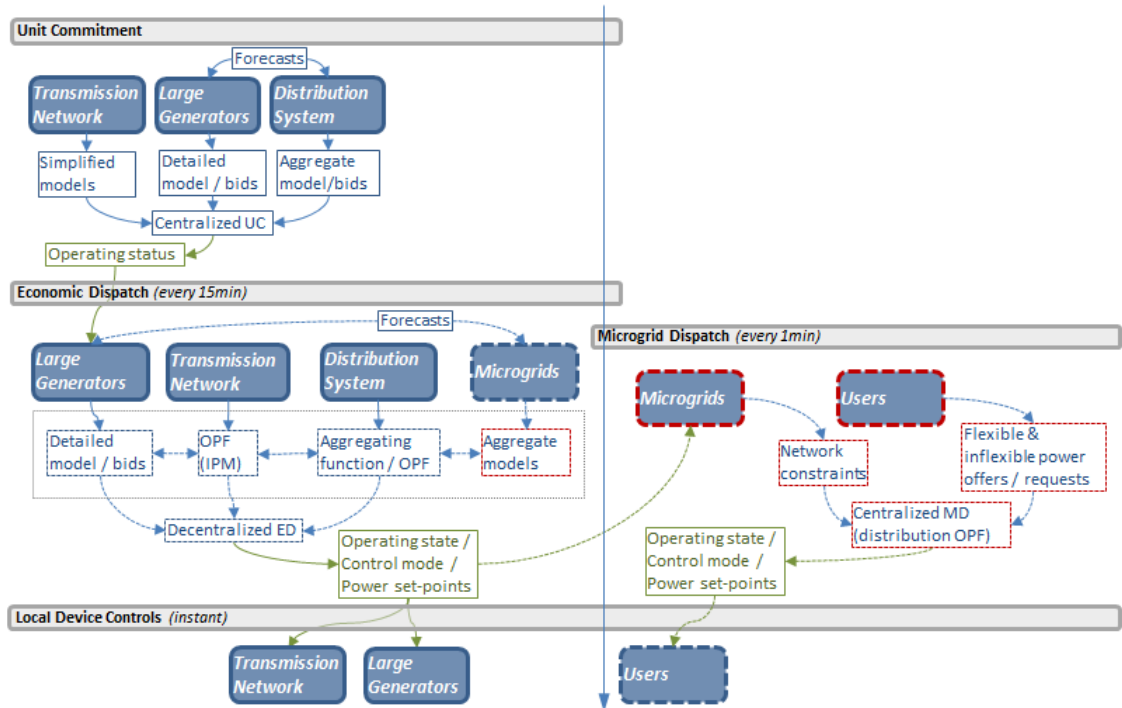 Unit Commitment
Forecasts
Transmission
Network
Large
Generators
Distribution
System
Simplified
models
Detailed
model / bids
Aggregate
model/bids
Centralized UC
Operating status
Economic Dispatch (every 15min)
Forecasts
Large
Generators
Transmission
Network
Distribution
System
Microgrids
Detailed
model / bids
OPF
(IPM)
Aggregating
function / OPF
Aggregate
models
Decentralized ED
Operating state /
Control mode /
Power set-points
Microgrid Dispatch (every 1min)
Microgrids
Users
Network
constraints
Flexible &
inflexible power
offers / requests
Centralized MD
(distribution OPF)
Operating state /
Control mode /
Power set-points
Local Device Controls (instant)
Transmission
Network
Large
Generators
Users